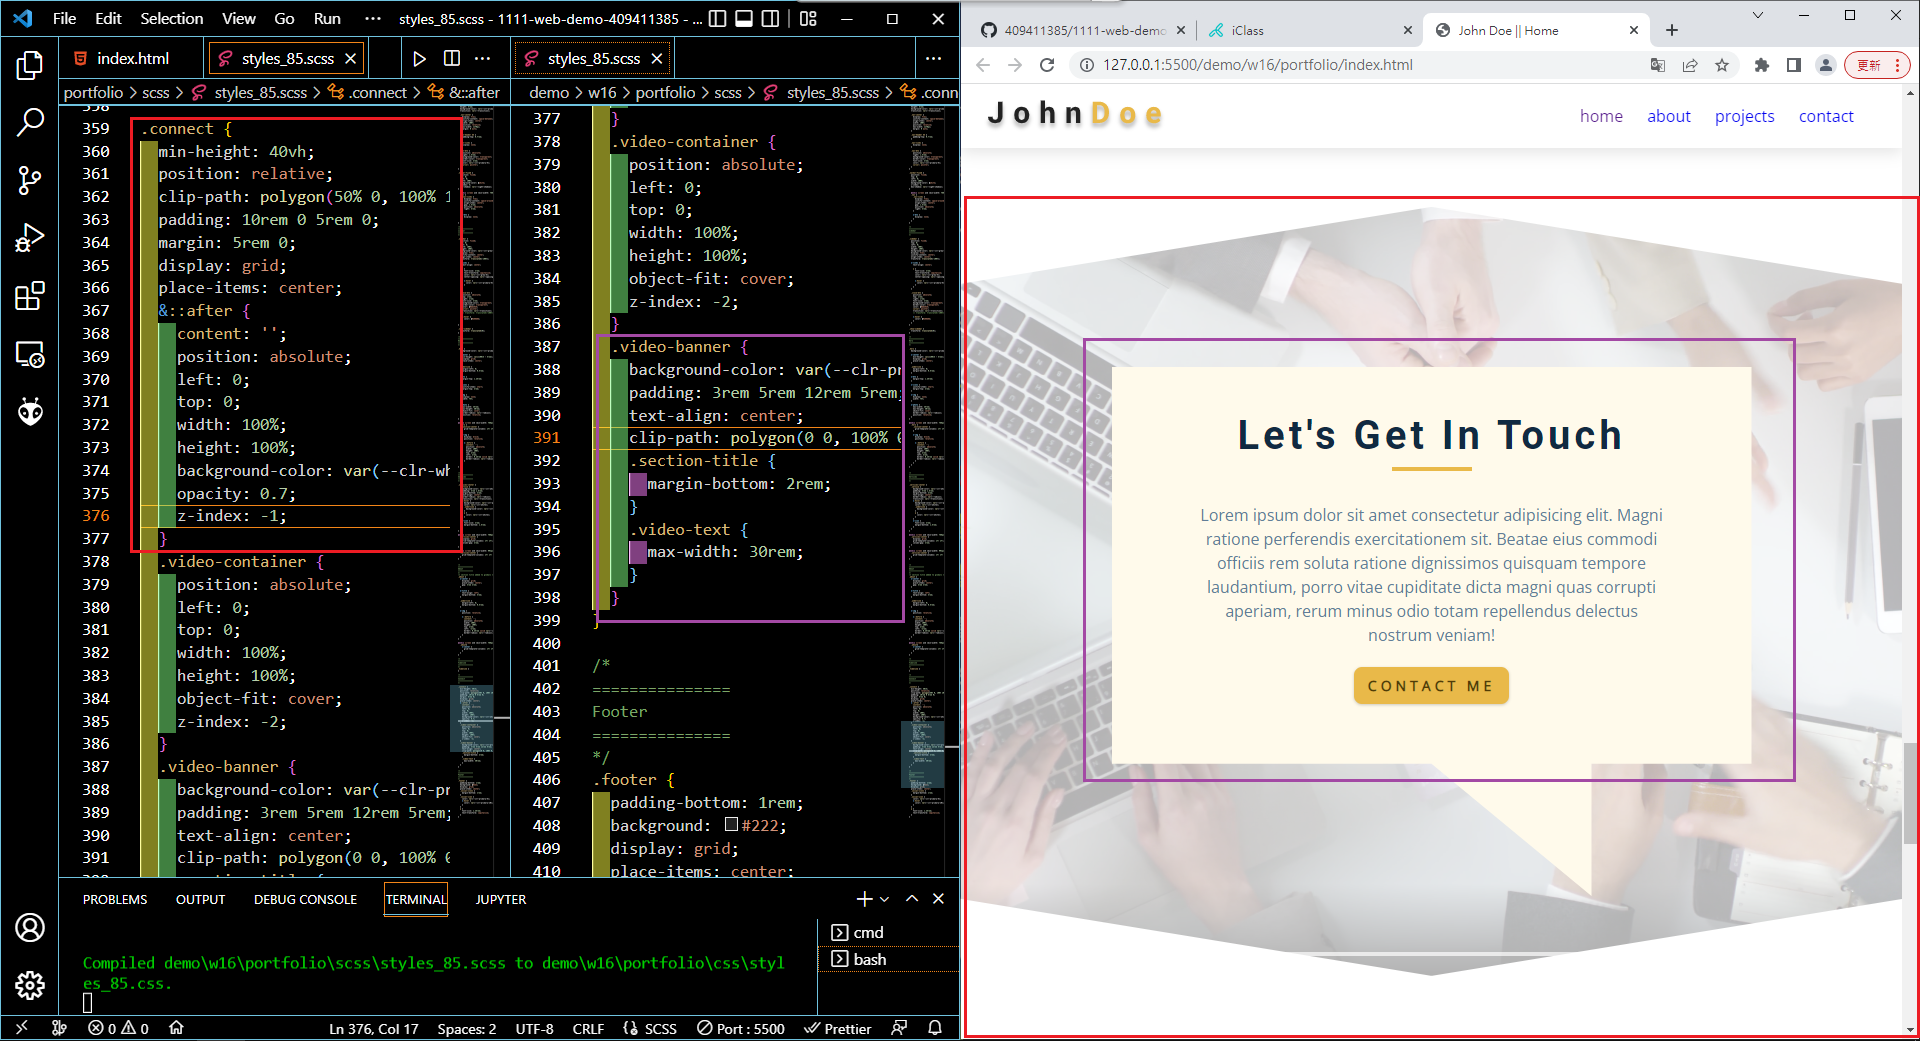 File Edit Selection View Go Run ··· styles_85.scss - 1111-web-demo-409411385 - ...
index.html
styles_85.scss
styles_85.scss
portfolio > scss > styles_85.scss > .connect > &::after
demo > w16 > portfolio > scss > styles_85.scss > .conn
358
359 .connect {
360 min-height: 40vh;
361 position: relative;
362 clip-path: polygon(50% 0, 100% 1
363 padding: 10rem 0 5rem 0;
364 margin: 5rem 0;
365 display: grid;
366 place-items: center;
367 &::after {
368 content: '';
369 position: absolute;
370 left: 0;
371 top: 0;
372 width: 100%;
373 height: 100%;
374 background-color: var(--clr-wh
375 opacity: 0.7;
376 z-index: -1;
377 }
378 .video-container {
379 position: absolute;
380 left: 0;
381 top: 0;
382 width: 100%;
383 height: 100%;
384 object-fit: cover;
385 z-index: -2;
386 }
387 .video-banner {
388 background-color: var(--clr-pr
389 padding: 3rem 5rem 12rem 5rem;
390 text-align: center;
391 clip-path: polygon(0 0, 100% 0
377 }
378 .video-container {
379 position: absolute;
380 left: 0;
381 top: 0;
382 width: 100%;
383 height: 100%;
384 object-fit: cover;
385 z-index: -2;
386 }
387 .video-banner {
388 background-color: var(--clr-pr
389 padding: 3rem 5rem 12rem 5rem;
390 text-align: center;
391 clip-path: polygon(0 0, 100% 0
392 .section-title {
393 margin-bottom: 2rem;
394 }
395 .video-text {
396 max-width: 30rem;
397 }
398 }
399 }
400
401 /*
402 ===============
403 Footer
404 ===============
405 */
406 .footer {
407 padding-bottom: 1rem;
408 background: #222;
409 display: grid;
410 place-items: center;
PROBLEMS OUTPUT DEBUG CONSOLE TERMINAL JUPYTER
Compiled demo\w16\portfolio\scss\styles_85.scss to demo\w16\portfolio\css\styl
es_85.css.
cmd
bash
0 0 Ln 376, Col 17 Spaces: 2 UTF-8 CRLF SCSS Port : 5500 Prettier
409411385/1111-web-demo
iClass
John Doe || Home
127.0.0.1:5500/demo/w16/portfolio/index.html
更新
JohnDoe
home about projects contact
Let's Get In Touch
Lorem ipsum dolor sit amet consectetur adipisicing elit. Magni
ratione perferendis exercitationem sit. Beatae eius commodi
officiis rem soluta ratione dignissimos quisquam tempore
laudantium, porro vitae cupiditate dicta magni quas corrupti
aperiam, rerum minus odio totam repellendus delectus
nostrum veniam!
CONTACT ME